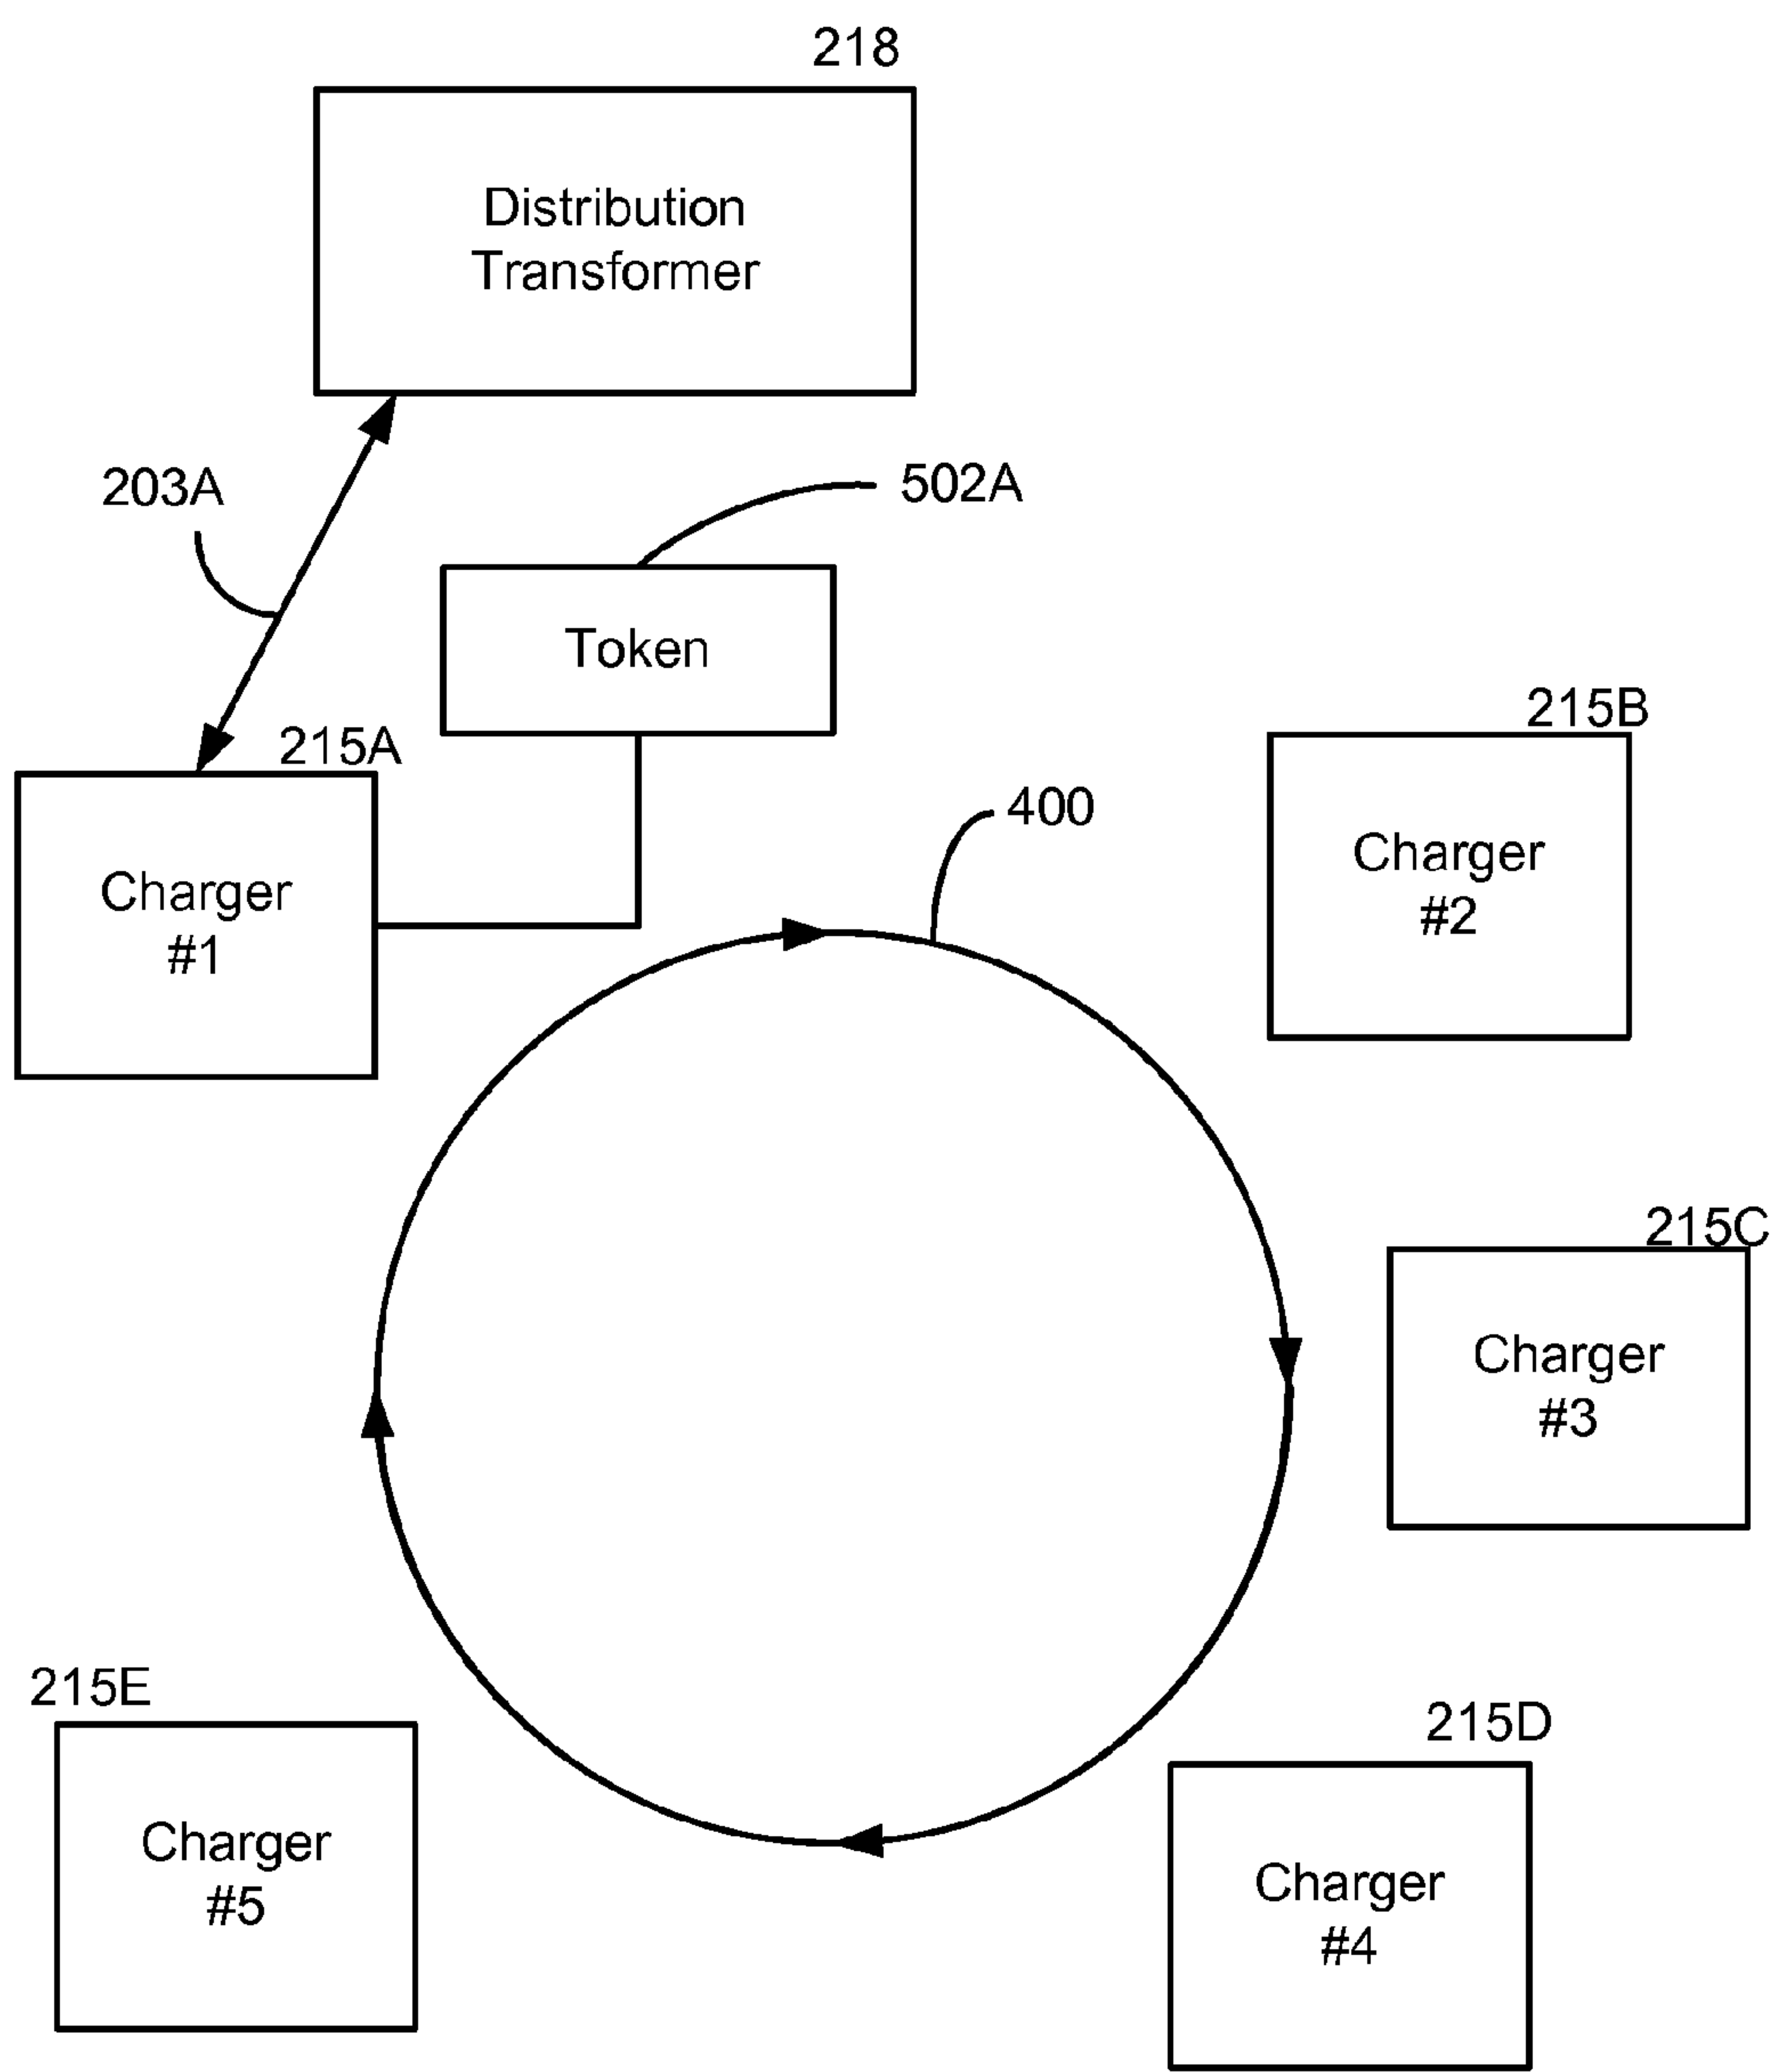 218
Distribution
Transformer
203A
502A
Token
215A
215B
400
Charger
#1
Charger
#2
215C
Charger
#3
215E
215D
Charger
#5
Charger
#4